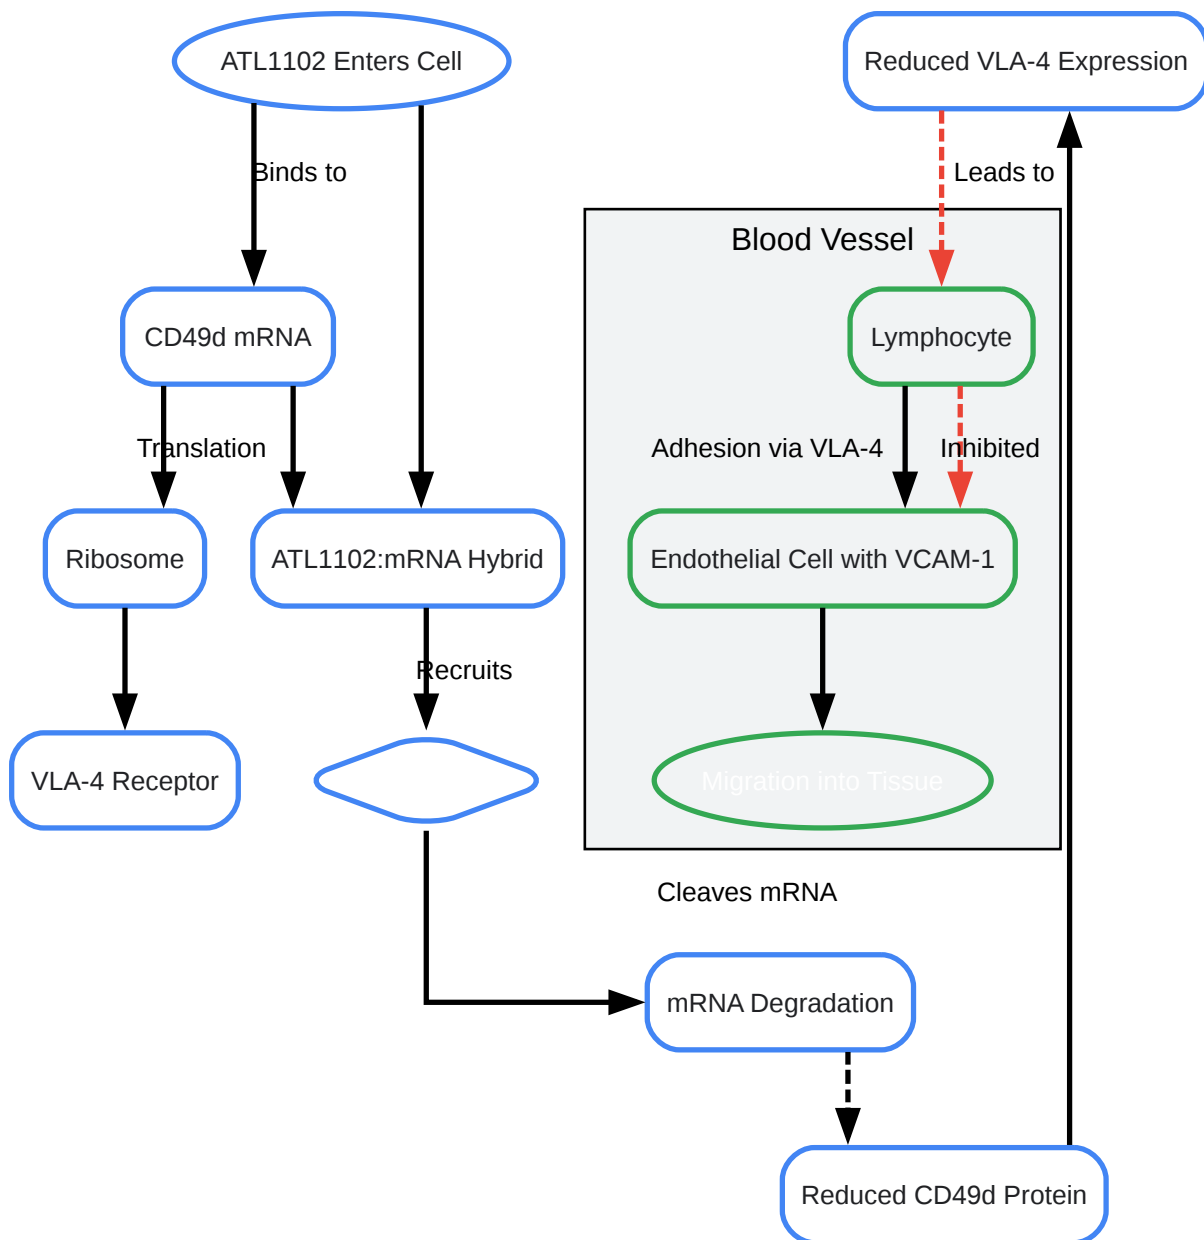 ATL1102 Enters Cell
Reduced VLA-4 Expression
Binds to
Leads to
Blood Vessel
CD49d mRNA
Lymphocyte
Translation
Adhesion via VLA-4
Inhibited
Ribosome
ATL1102:mRNA Hybrid
Endothelial Cell with VCAM-1
Recruits
VLA-4 Receptor
Migration into Tissue
Cleaves mRNA
mRNA Degradation
Reduced CD49d Protein